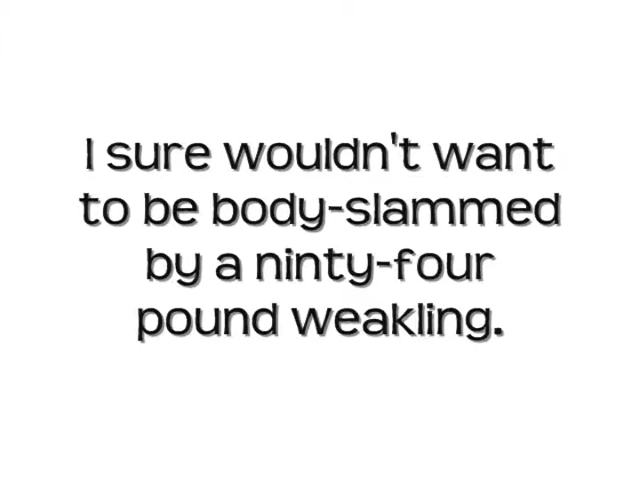 I sure wouldn't want
to be body-slammed
by a ninty-four
pound weakling.